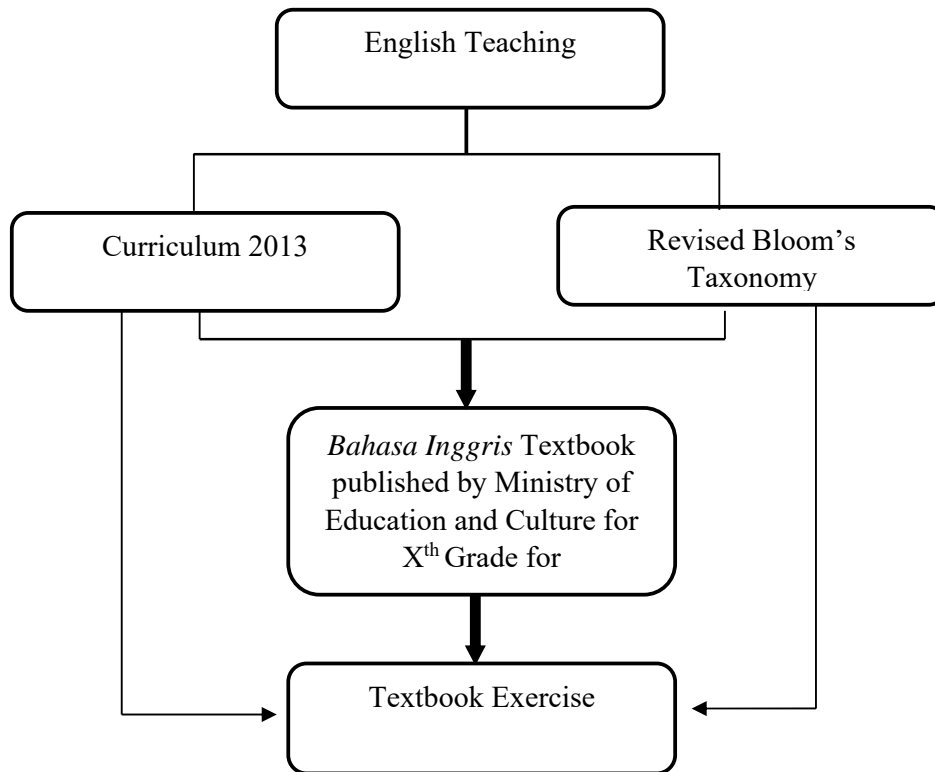 English Teaching
Curriculum 2013
Revised Bloom’s
Taxonomy
Bahasa Inggris Textbook
published by Ministry of
Education and Culture for
Xth Grade for
Textbook Exercise